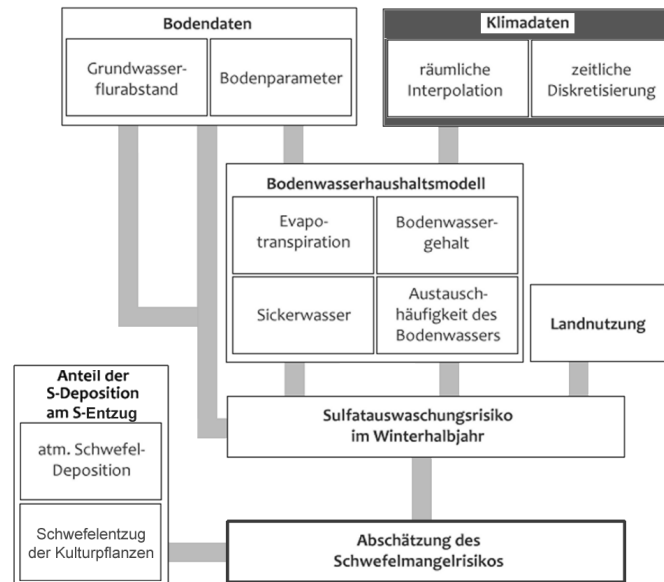 Bodendaten
Grundwasser-
flurabstand
Bodenparameter
Klimadaten
räumliche
Interpolation
zeitliche
Diskretisierung
Bodenwasserhaushaltsmodell
Evapo-
transpiration
Bodenwasser-
gehalt
Sickerwasser
Austausch-
häufigkeit des
Bodenwassers
Landnutzung
Anteil der
S-Deposition
am S-Entzug
atm. Schwefel-
Deposition
Schwefelentzug
der Kulturpflanzen
Sulfatauswaschungsrisiko
im Winterhalbjahr
Abschätzung des
Schwefelmangelrisikos